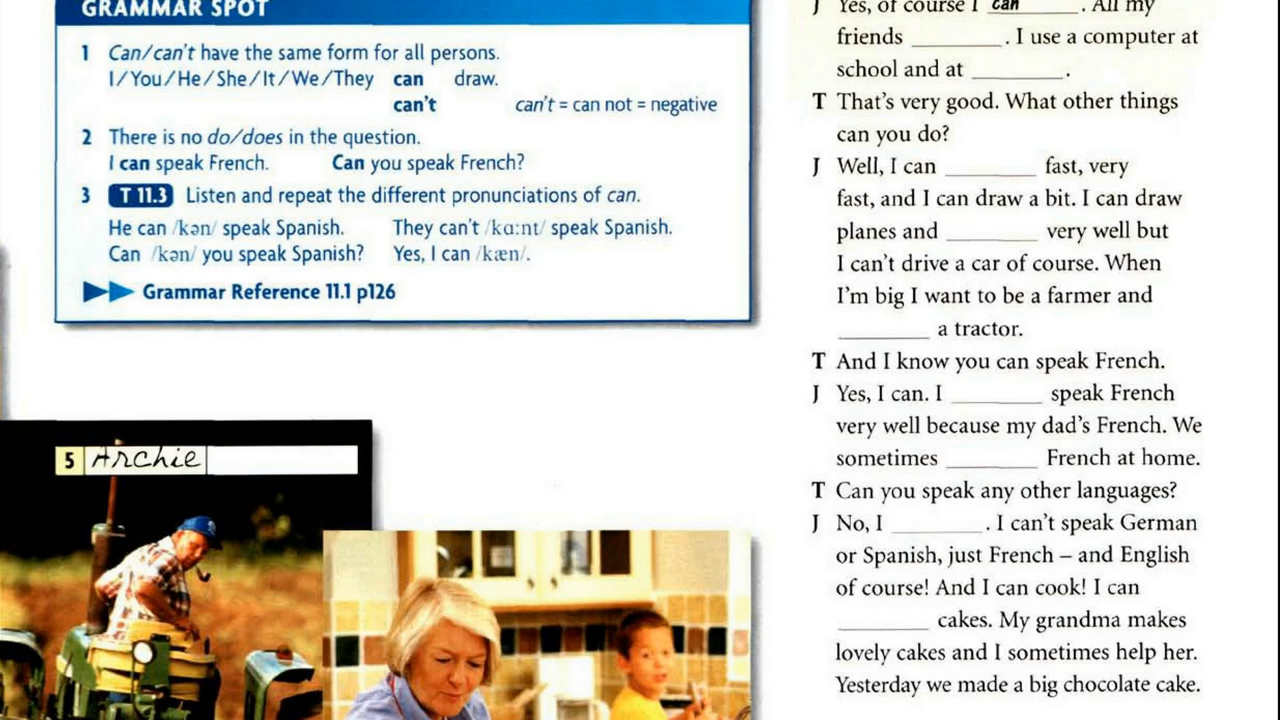 GRAMMAR SPOT
1 Can/can't have the same form for all persons.
I/You/He/She/It/We/They can draw.
can't can't = can not = negative
2 There is no do/does in the question.
I can speak French. Can you speak French?
3 T 11.3 Listen and repeat the different pronunciations of can.
He can /kən/ speak Spanish. They can't /kɑːnt/ speak Spanish.
Can /kən/ you speak Spanish? Yes, I can /kæn/.
Grammar Reference 11.1 p126
5 Archie
J Yes, of course I can. All my
friends ________. I use a computer at
school and at ________.
T That's very good. What other things
can you do?
J Well, I can ________ fast, very
fast, and I can draw a bit. I can draw
planes and ________ very well but
I can't drive a car of course. When
I'm big I want to be a farmer and
________ a tractor.
T And I know you can speak French.
J Yes, I can. I ________ speak French
very well because my dad's French. We
sometimes ________ French at home.
T Can you speak any other languages?
J No, I ________. I can't speak German
or Spanish, just French – and English
of course! And I can cook! I can
________ cakes. My grandma makes
lovely cakes and I sometimes help her.
Yesterday we made a big chocolate cake.